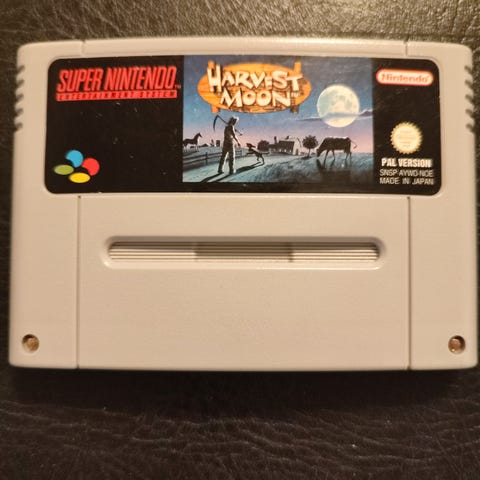 SUPER NINTENDO
ENTERTAINMENT SYSTEM
HARVEST
MOON
Nintendo
PAL VERSION
SNSP-AYWD-NOE
MADE IN JAPAN